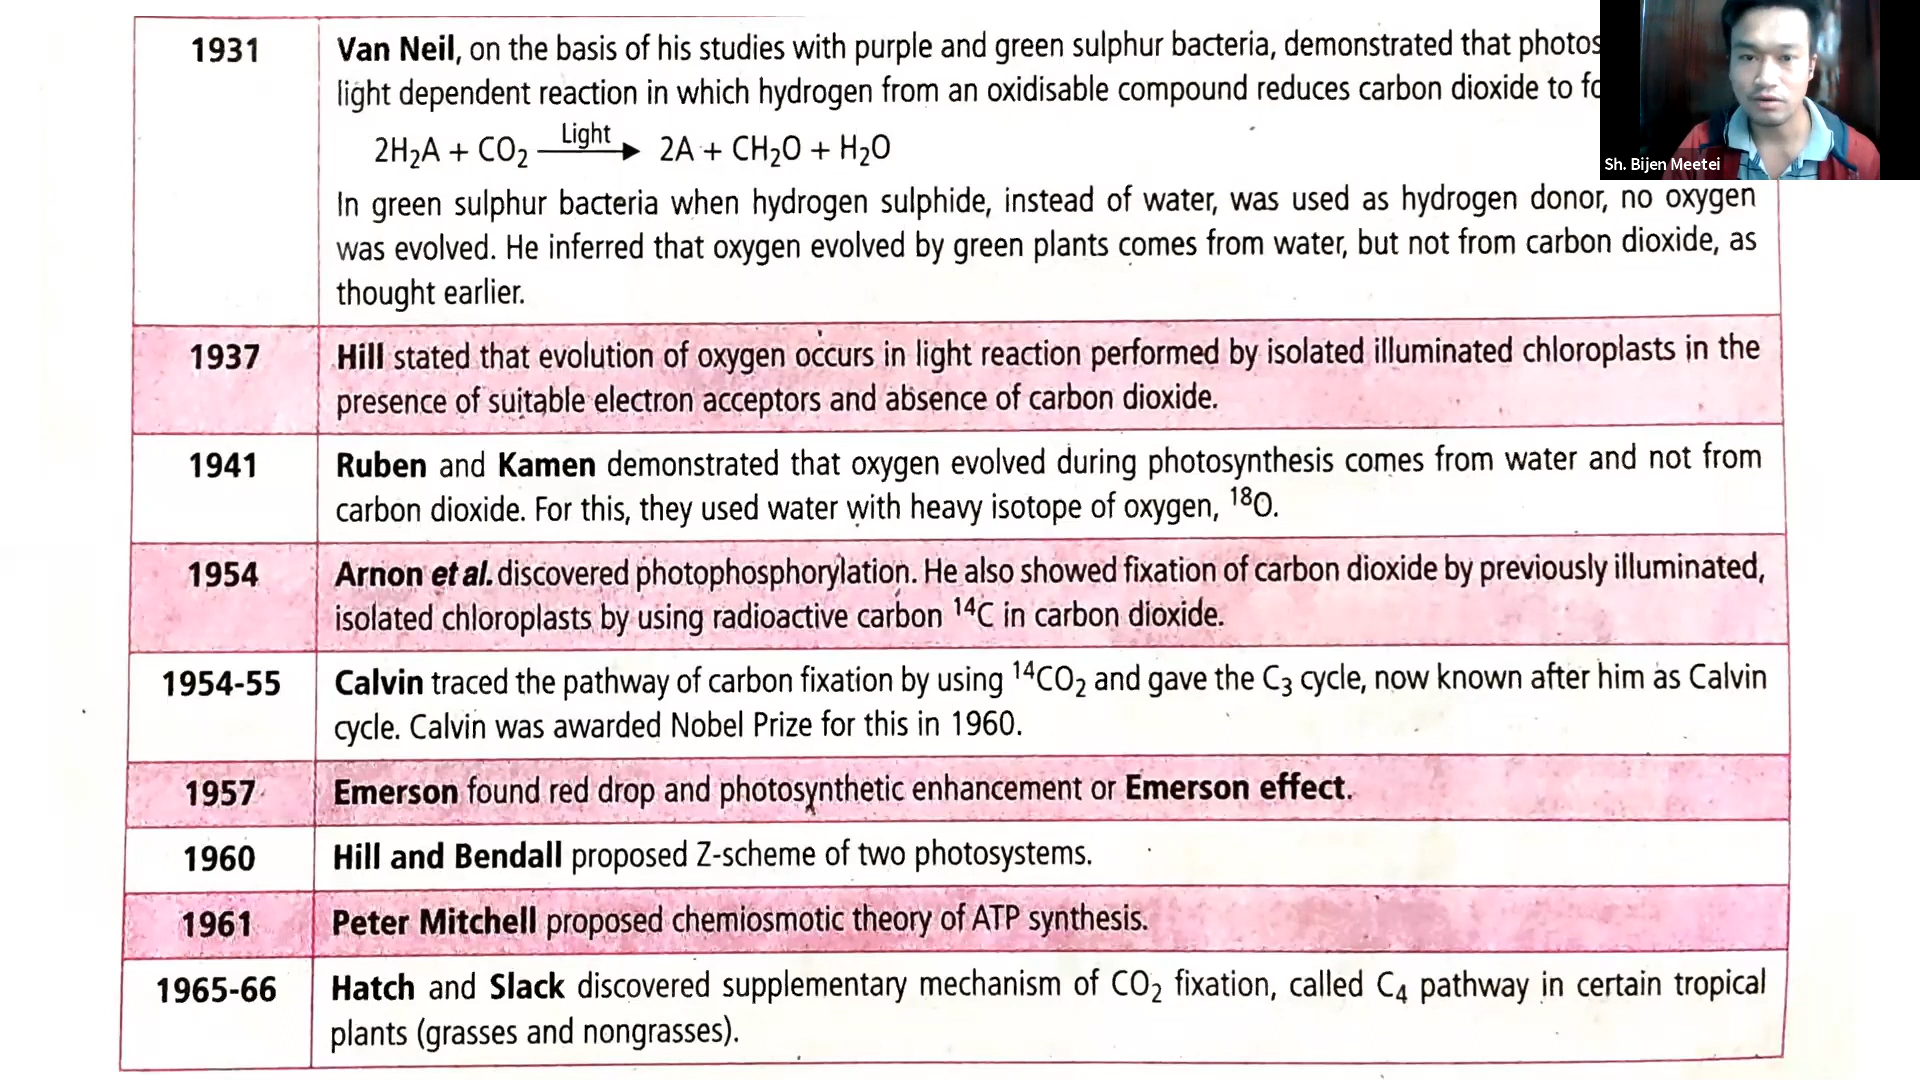 1931
Van Neil, on the basis of his studies with purple and green sulphur bacteria, demonstrated that
light dependent reaction in which hydrogen from an oxidisable compound reduces carbon dioxide to
2H₂A + CO₂ Light → 2A + CH₂O + H₂O
In green sulphur bacteria when hydrogen sulphide, instead of water, was used as hydrogen donor, no oxygen
was evolved. He inferred that oxygen evolved by green plants comes from water, but not from carbon dioxide, as
thought earlier.
Sh. Bijen Meetei
1937
Hill stated that evolution of oxygen occurs in light reaction performed by isolated illuminated chloroplasts in the
presence of suitable electron acceptors and absence of carbon dioxide.
1941
Ruben and Kamen demonstrated that oxygen evolved during photosynthesis comes from water and not from
carbon dioxide. For this, they used water with heavy isotope of oxygen, ¹⁸O.
1954
Arnon et al. discovered photophosphorylation. He also showed fixation of carbon dioxide by previously illuminated,
isolated chloroplasts by using radioactive carbon ¹⁴C in carbon dioxide.
1954-55
Calvin traced the pathway of carbon fixation by using ¹⁴CO₂ and gave the C₃ cycle, now known after him as Calvin
cycle. Calvin was awarded Nobel Prize for this in 1960.
1957
Emerson found red drop and photosynthetic enhancement or Emerson effect.
1960
Hill and Bendall proposed Z-scheme of two photosystems.
1961
Peter Mitchell proposed chemiosmotic theory of ATP synthesis.
1965-66
Hatch and Slack discovered supplementary mechanism of CO₂ fixation, called C₄ pathway in certain tropical
plants (grasses and nongrasses).